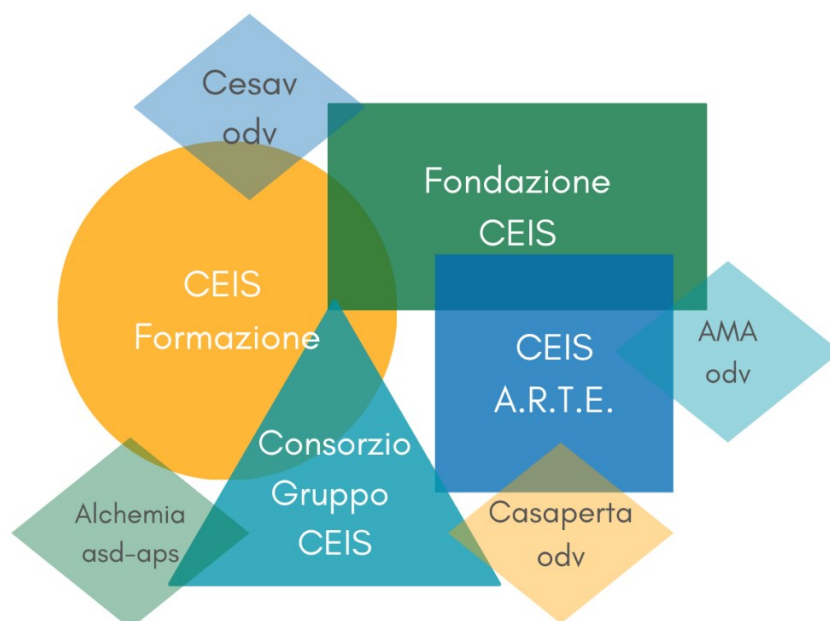 Cesav
odv
Fondazione
CEIS
CEIS
Formazione
CEIS
A.R.T.E.
AMA
odv
Consorzio
Gruppo
CEIS
Alchemia
asd-aps
Casaperta
odv